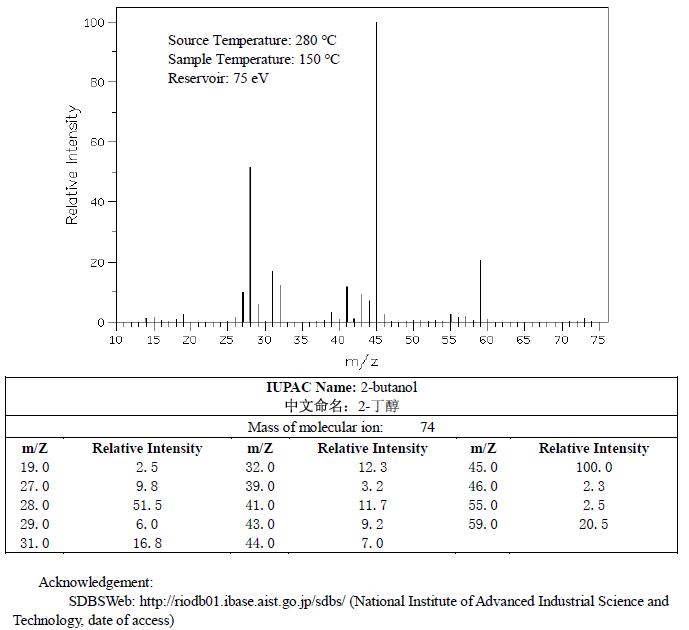 100
80
60
40
20
0
Relative Intensity
Source Temperature: 280 ℃
Sample Temperature: 150 ℃
Reservoir: 75 eV
10 15 20 25 30 35 40 45 50 55 60 65 70 75
m/z
IUPAC Name: 2-butanol
中文命名：2-丁醇
Mass of molecular ion: 74
m/Z Relative Intensity m/Z Relative Intensity m/Z Relative Intensity
19.0 2.5 32.0 12.3 45.0 100.0
27.0 9.8 39.0 3.2 46.0 2.3
28.0 51.5 41.0 11.7 55.0 2.5
29.0 6.0 43.0 9.2 59.0 20.5
31.0 16.8 44.0 7.0
Acknowledgement:
SDBSWeb: http://riodb01.ibase.aist.go.jp/sdbs/ (National Institute of Advanced Industrial Science and
Technology, date of access)